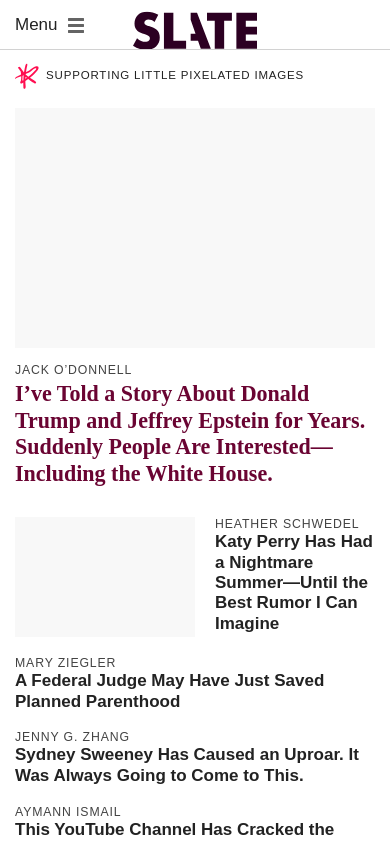 Menu
SLATE
SUPPORTING LITTLE PIXELATED IMAGES
JACK O’DONNELL
I’ve Told a Story About Donald
Trump and Jeffrey Epstein for Years.
Suddenly People Are Interested—
Including the White House.
HEATHER SCHWEDEL
Katy Perry Has Had
a Nightmare
Summer—Until the
Best Rumor I Can
Imagine
MARY ZIEGLER
A Federal Judge May Have Just Saved
Planned Parenthood
JENNY G. ZHANG
Sydney Sweeney Has Caused an Uproar. It
Was Always Going to Come to This.
AYMANN ISMAIL
This YouTube Channel Has Cracked the